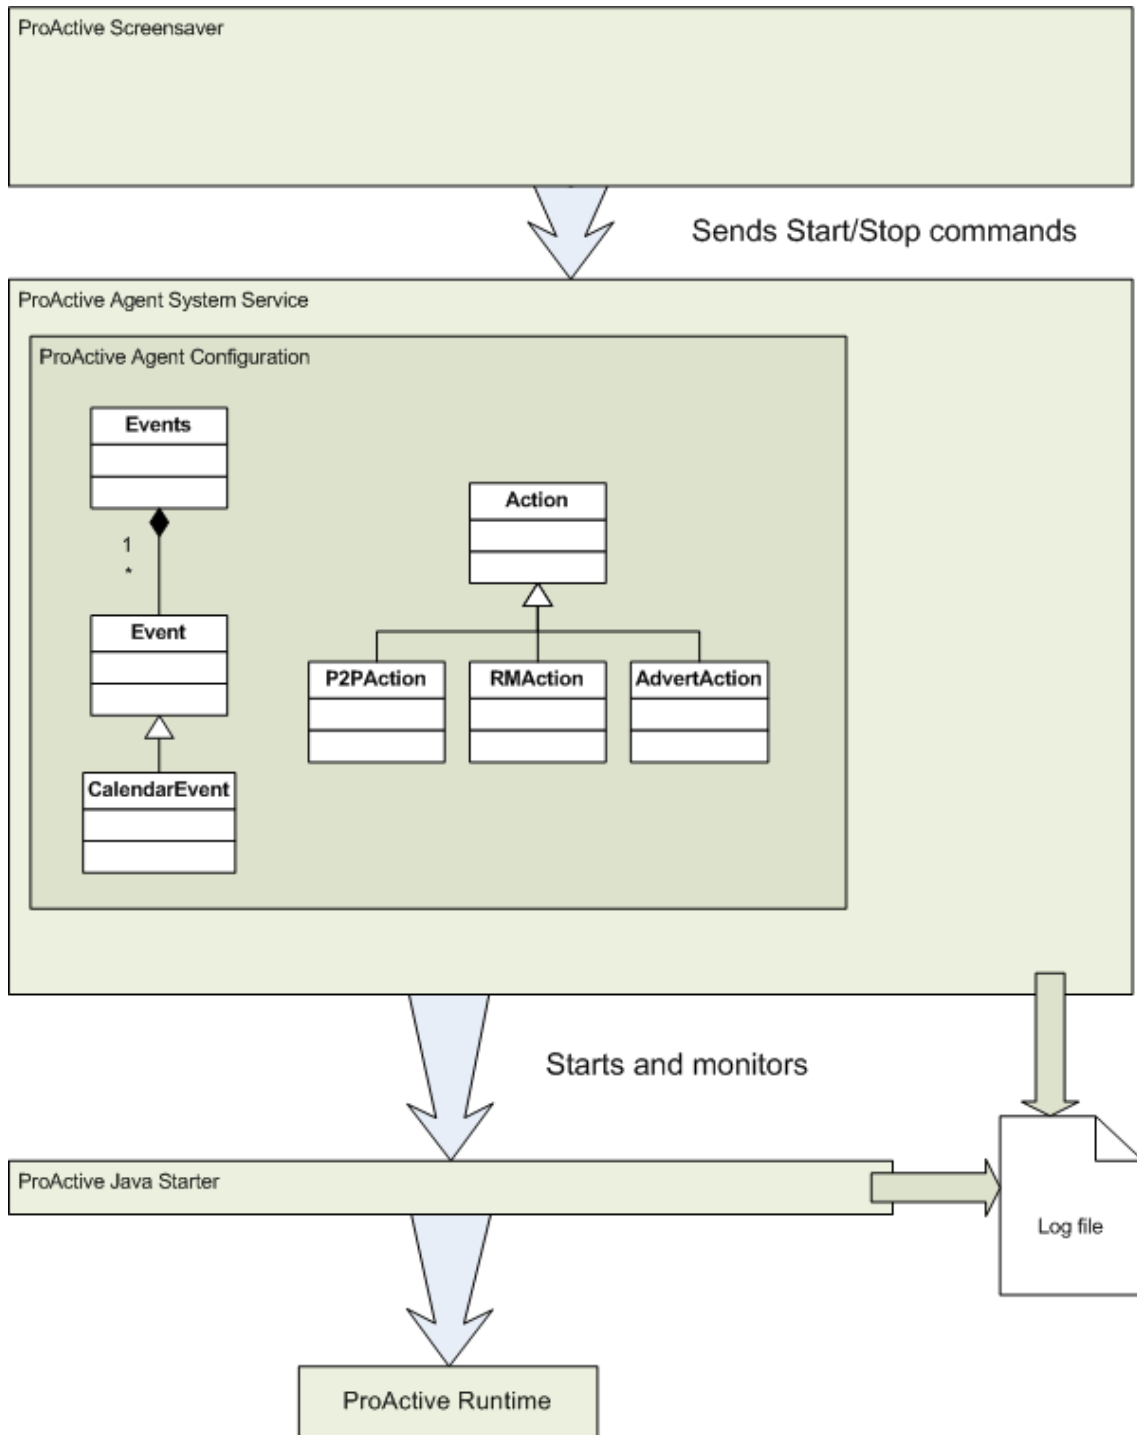 ProActive Screensaver
Sends Start/Stop commands
ProActive Agent System Service
ProActive Agent Configuration
Events
1
*
Event
CalendarEvent
Action
P2PAction
RMAction
AdvertAction
Starts and monitors
ProActive Java Starter
Log file
ProActive Runtime